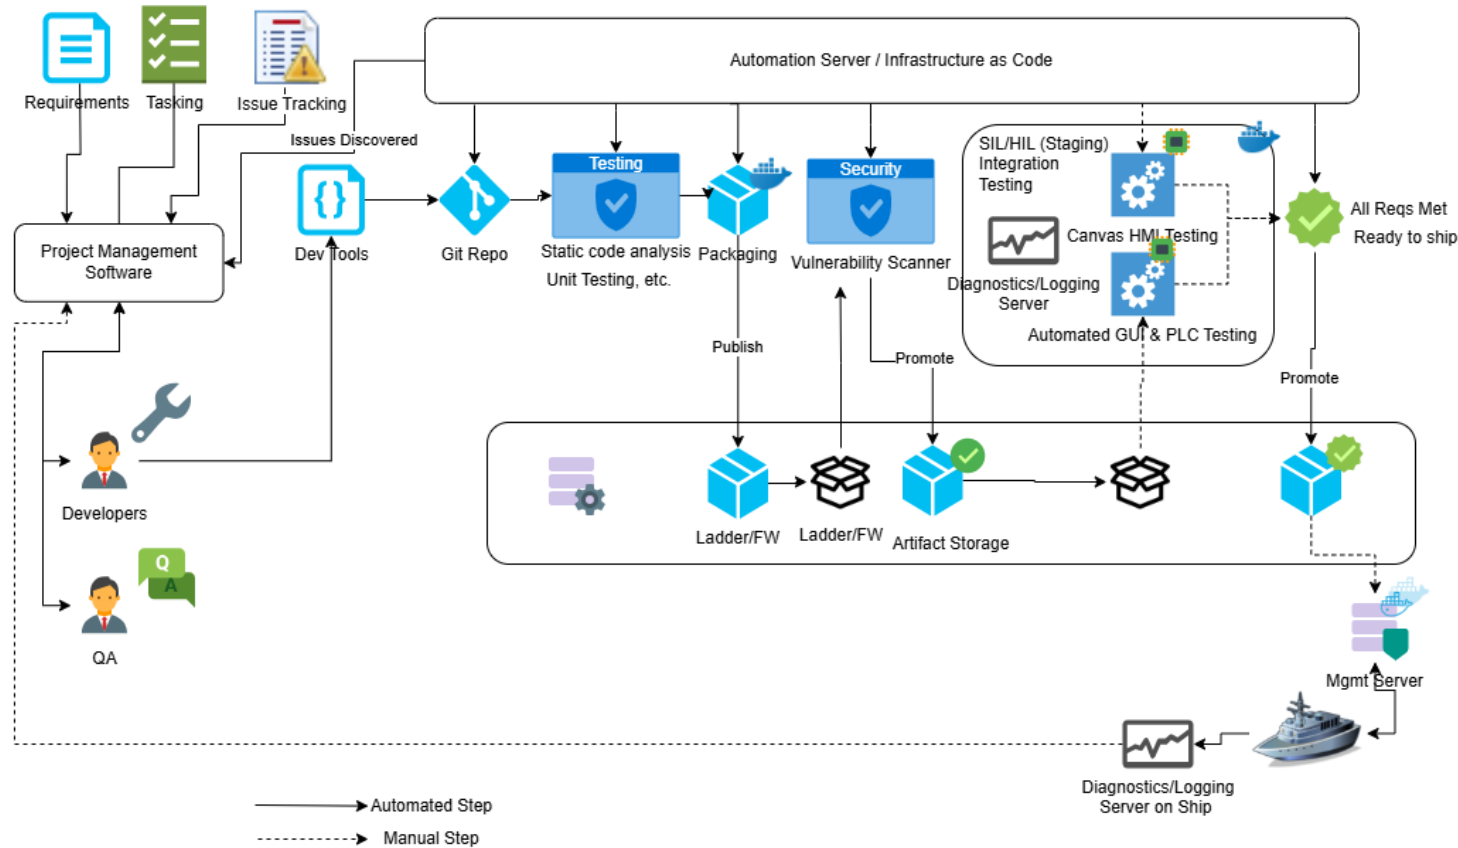 Automation Server / Infrastructure as Code
Requirements
Tasking
Issue Tracking
Issues Discovered
Testing
Security
SIL/HIL (Staging)
Integration
Testing
All Reqs Met
Ready to ship
Project Management
Software
Dev Tools
Git Repo
Static code analysis
Unit Testing, etc.
Packaging
Vulnerability Scanner
Canvas HMI Testing
Diagnostics/Logging
Server
Automated GUI & PLC Testing
Publish
Promote
Promote
Developers
Ladder/FW
Ladder/FW
Artifact Storage
Q
A
QA
Mgmt Server
Diagnostics/Logging
Server on Ship
Automated Step
Manual Step